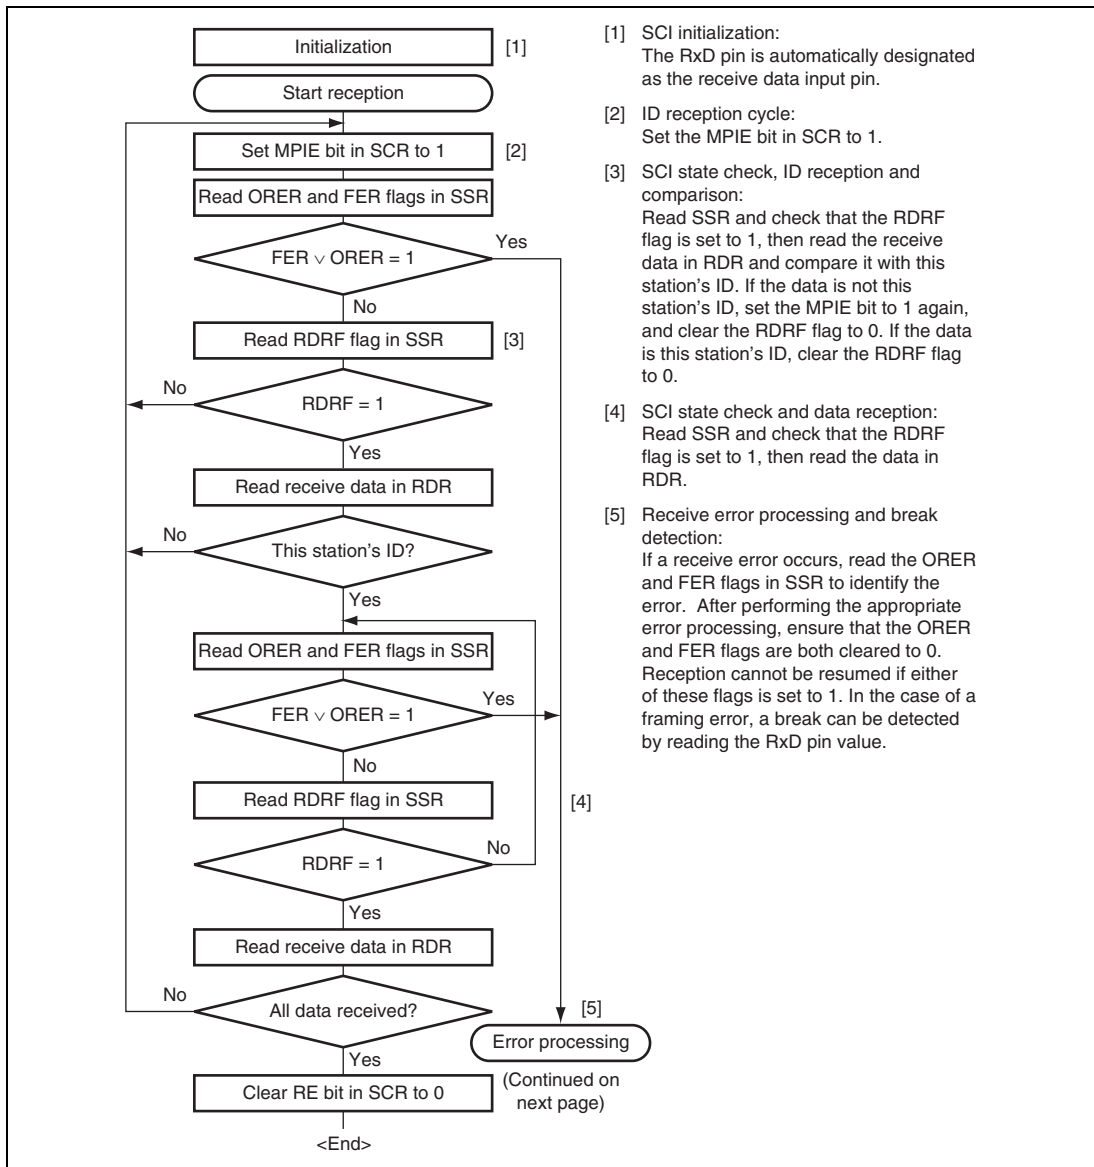 Initialization [1]
Start reception
Set MPIE bit in SCR to 1 [2]
Read ORER and FER flags in SSR
FER ∨ ORER = 1
Yes
No
Read RDRF flag in SSR [3]
No
RDRF = 1
Yes
Read receive data in RDR
No
This station's ID?
Yes
Read ORER and FER flags in SSR
FER ∨ ORER = 1
Yes
No
Read RDRF flag in SSR
[4]
RDRF = 1
No
Yes
Read receive data in RDR
No
All data received?
[5]
Error processing
Yes
(Continued on
next page)
Clear RE bit in SCR to 0
<End>
[1] SCI initialization:
The RxD pin is automatically designated
as the receive data input pin.
[2] ID reception cycle:
Set the MPIE bit in SCR to 1.
[3] SCI state check, ID reception and
comparison:
Read SSR and check that the RDRF
flag is set to 1, then read the receive
data in RDR and compare it with this
station's ID. If the data is not this
station's ID, set the MPIE bit to 1 again,
and clear the RDRF flag to 0. If the data
is this station's ID, clear the RDRF flag
to 0.
[4] SCI state check and data reception:
Read SSR and check that the RDRF
flag is set to 1, then read the data in
RDR.
[5] Receive error processing and break
detection:
If a receive error occurs, read the ORER
and FER flags in SSR to identify the
error. After performing the appropriate
error processing, ensure that the ORER
and FER flags are both cleared to 0.
Reception cannot be resumed if either
of these flags is set to 1. In the case of a
framing error, a break can be detected
by reading the RxD pin value.